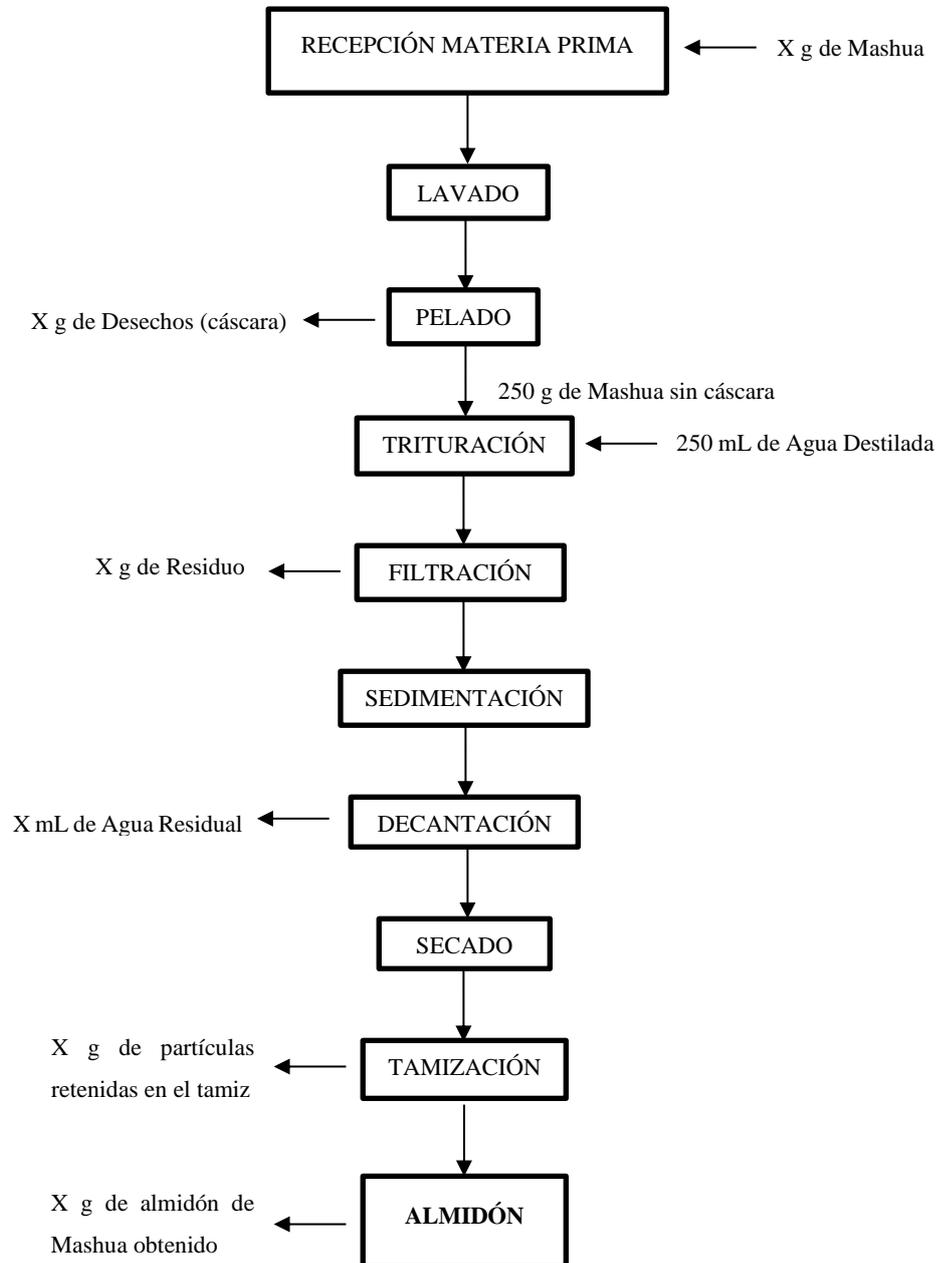 RECEPCIÓN MATERIA PRIMA
X g de Mashua
LAVADO
X g de Desechos (cáscara)
PELADO
250 g de Mashua sin cáscara
TRITURACIÓN
250 mL de Agua Destilada
X g de Residuo
FILTRACIÓN
SEDIMENTACIÓN
X mL de Agua Residual
DECANTACIÓN
SECADO
X g de partículas
retenidas en el tamiz
TAMIZACIÓN
X g de almidón de
Mashua obtenido
ALMIDÓN